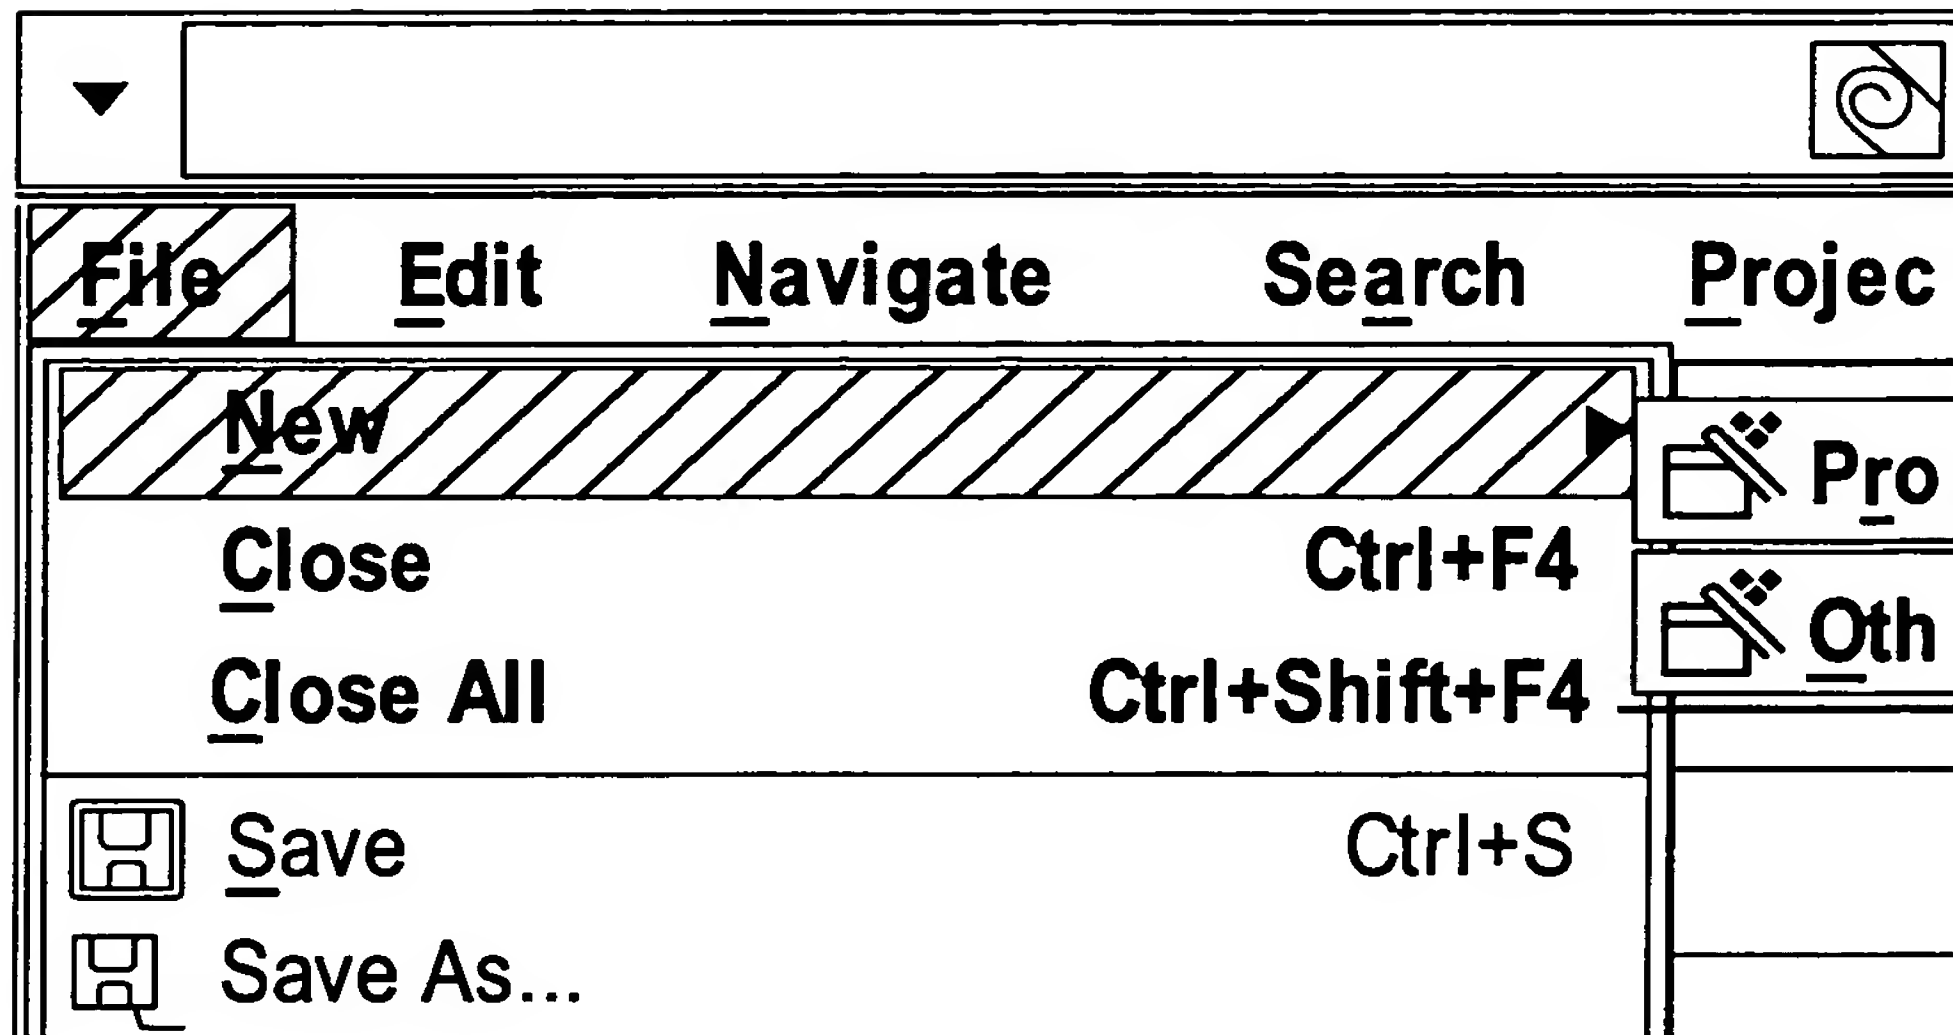 File Edit Navigate Search Projec
New
Pro
Close Ctrl+F4
Oth
Close All Ctrl+Shift+F4
Save Ctrl+S
Save As...